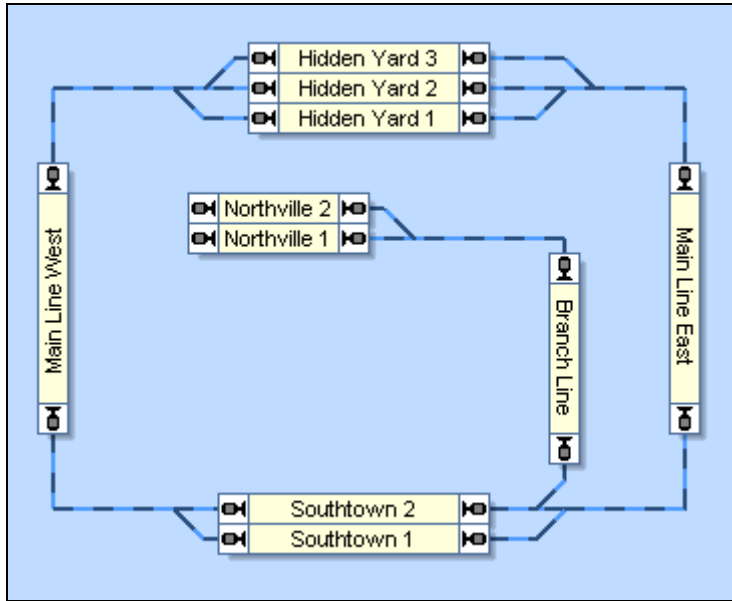 Hidden Yard 3
Hidden Yard 2
Hidden Yard 1
Northville 2
Northville 1
Main Line West
Main Line East
Branch Line
Southtown 2
Southtown 1